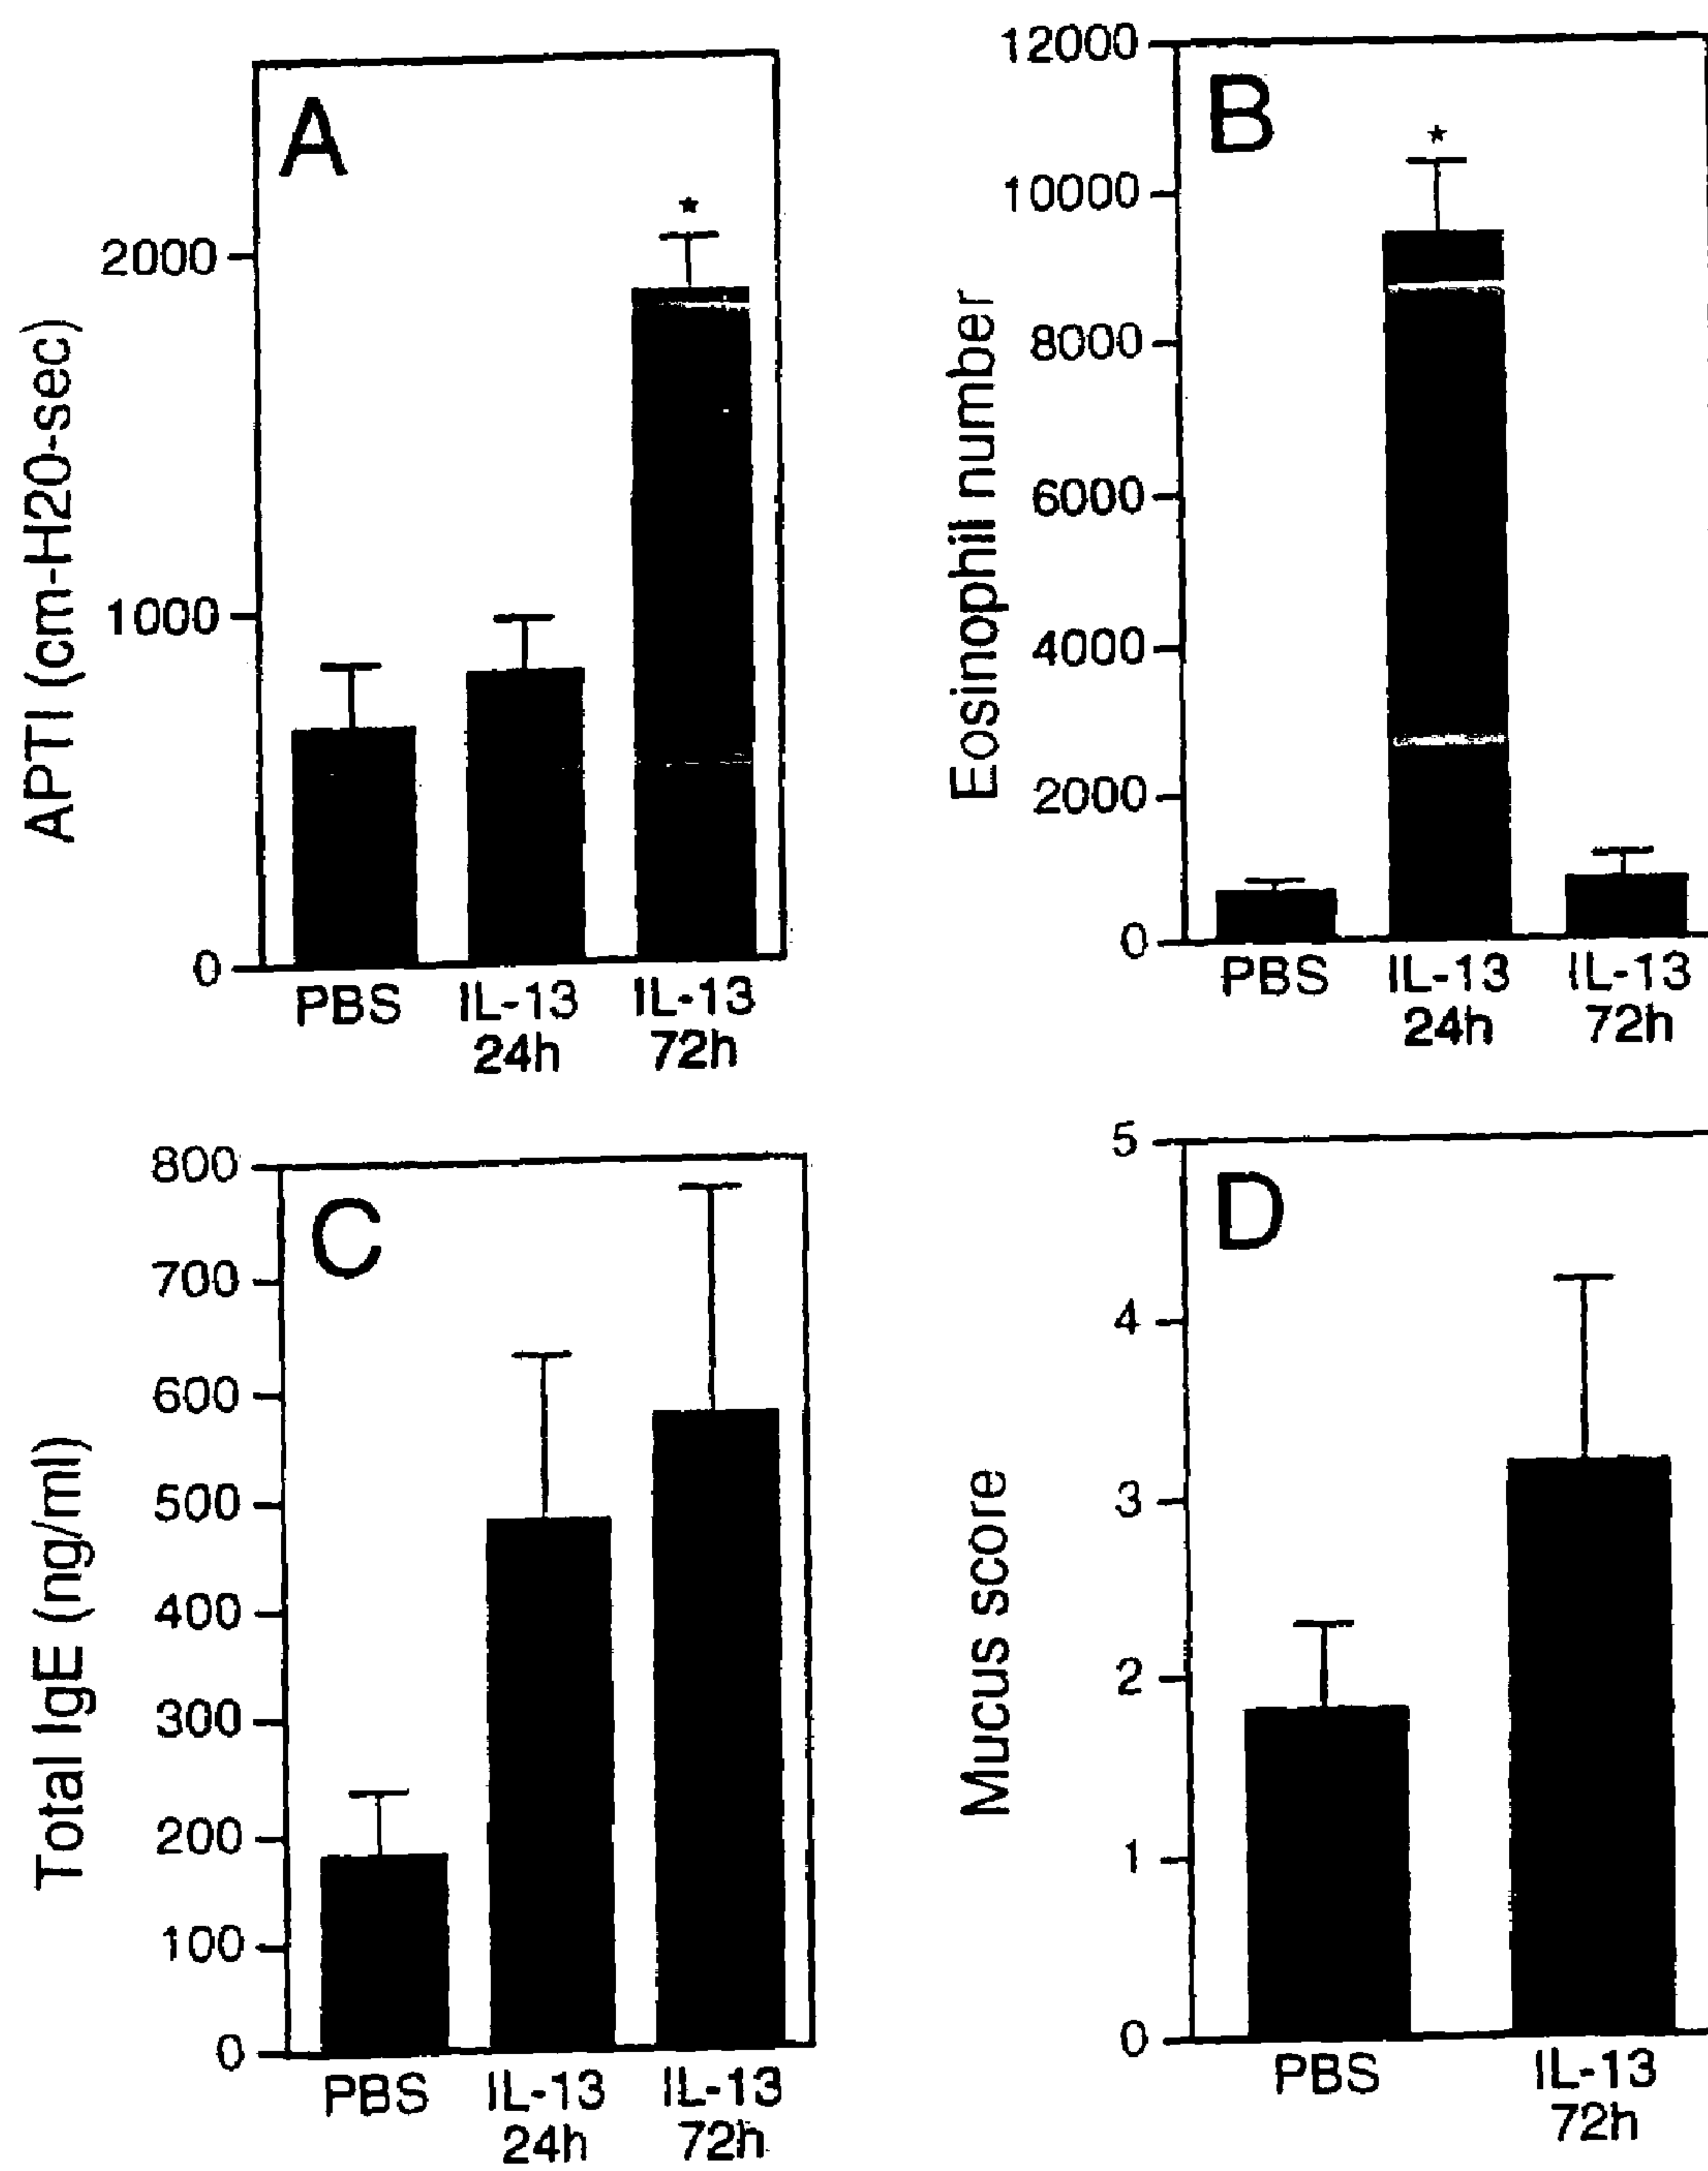 A
APTI (cm-H20-sec)
2000
1000
0
PBS
IL-13
24h
IL-13
72h
*
B
Eosinophil number
12000
10000
8000
6000
4000
2000
0
PBS
IL-13
24h
IL-13
72h
*
C
Total IgE (ng/ml)
800
700
600
500
400
300
200
100
0
PBS
IL-13
24h
IL-13
72h
D
Mucus score
5
4
3
2
1
0
PBS
IL-13
72h